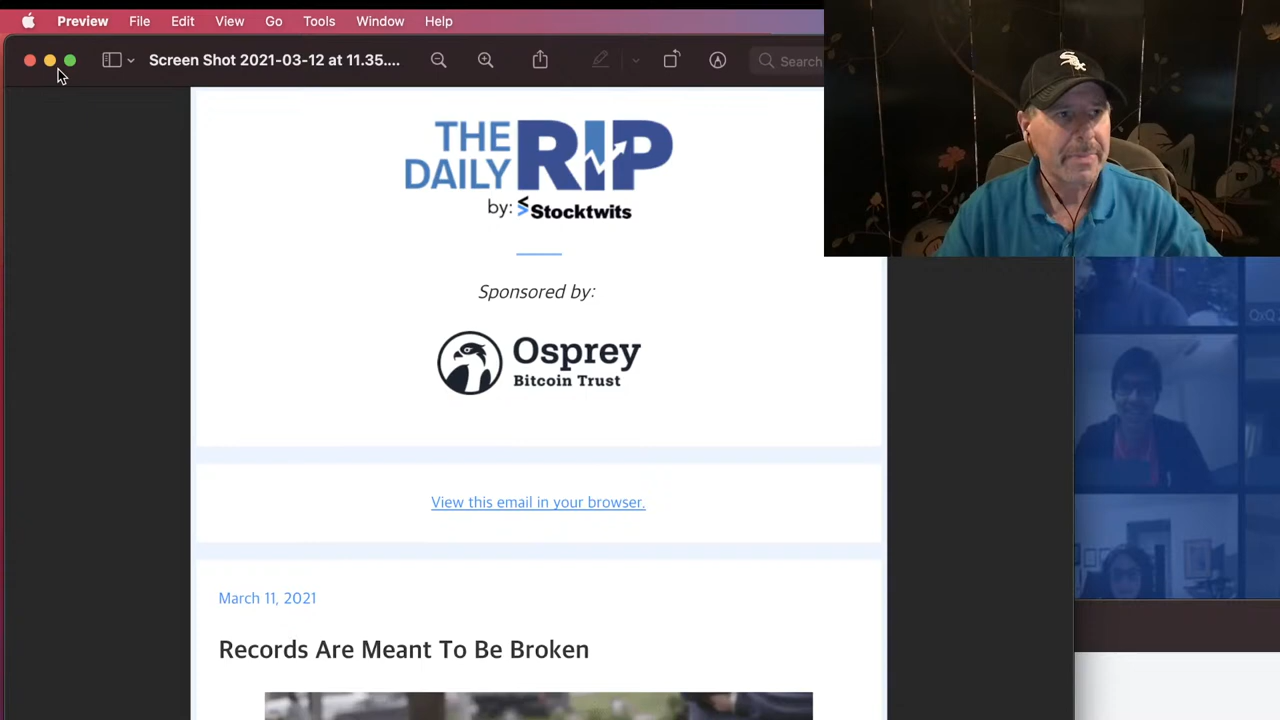 Preview File Edit View Go Tools Window Help
Screen Shot 2021-03-12 at 11.35....
Search
THE
DAILY RIP
by: Stocktwits
Sponsored by:
Osprey
Bitcoin Trust
View this email in your browser.
March 11, 2021
Records Are Meant To Be Broken